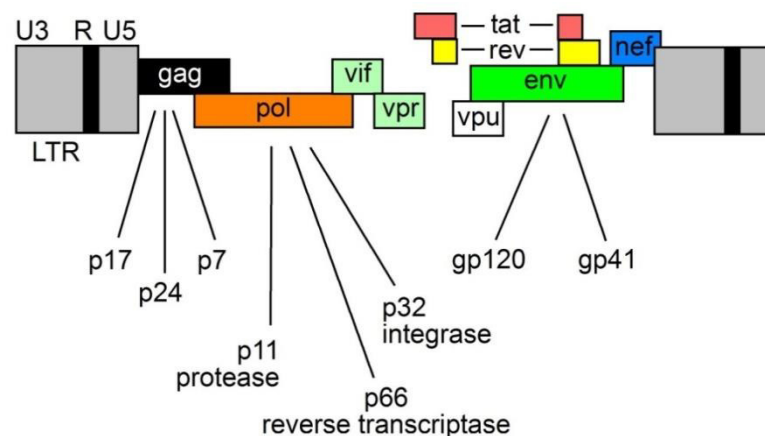 U3 R U5
tat
rev
nef
gag
vif
env
pol
vpr
vpu
LTR
p17
p24
p7
gp120
gp41
p32
integrase
p11
protease
p66
reverse transcriptase